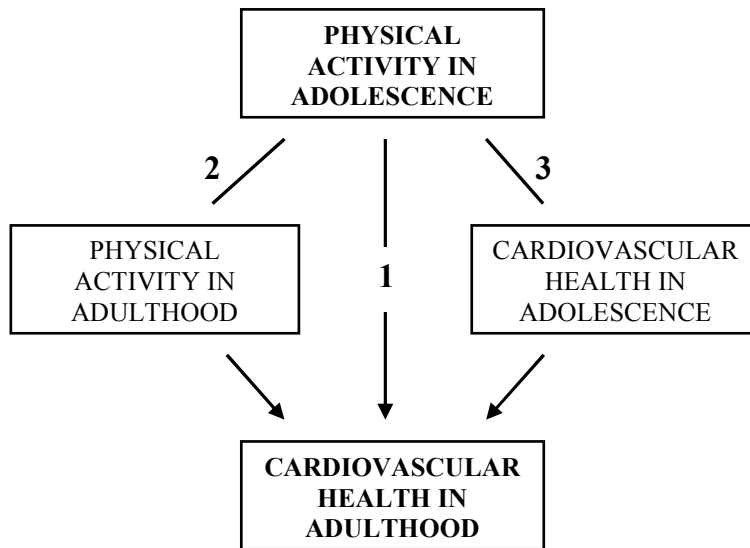 PHYSICAL
ACTIVITY IN
ADOLESCENCE
2
3
PHYSICAL
ACTIVITY IN
ADULTHOOD
1
CARDIOVASCULAR
HEALTH IN
ADOLESCENCE
CARDIOVASCULAR
HEALTH IN
ADULTHOOD